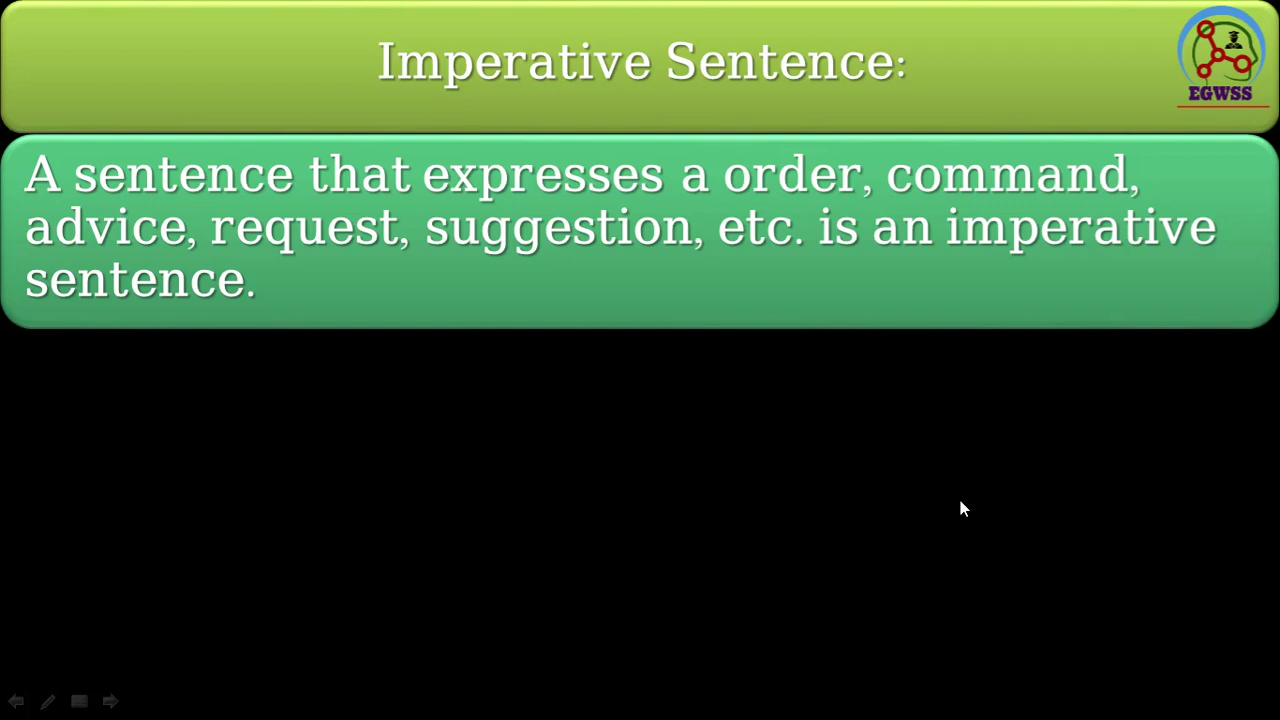 Imperative Sentence:
EGWSS
A sentence that expresses a order, command,
advice, request, suggestion, etc. is an imperative
sentence.